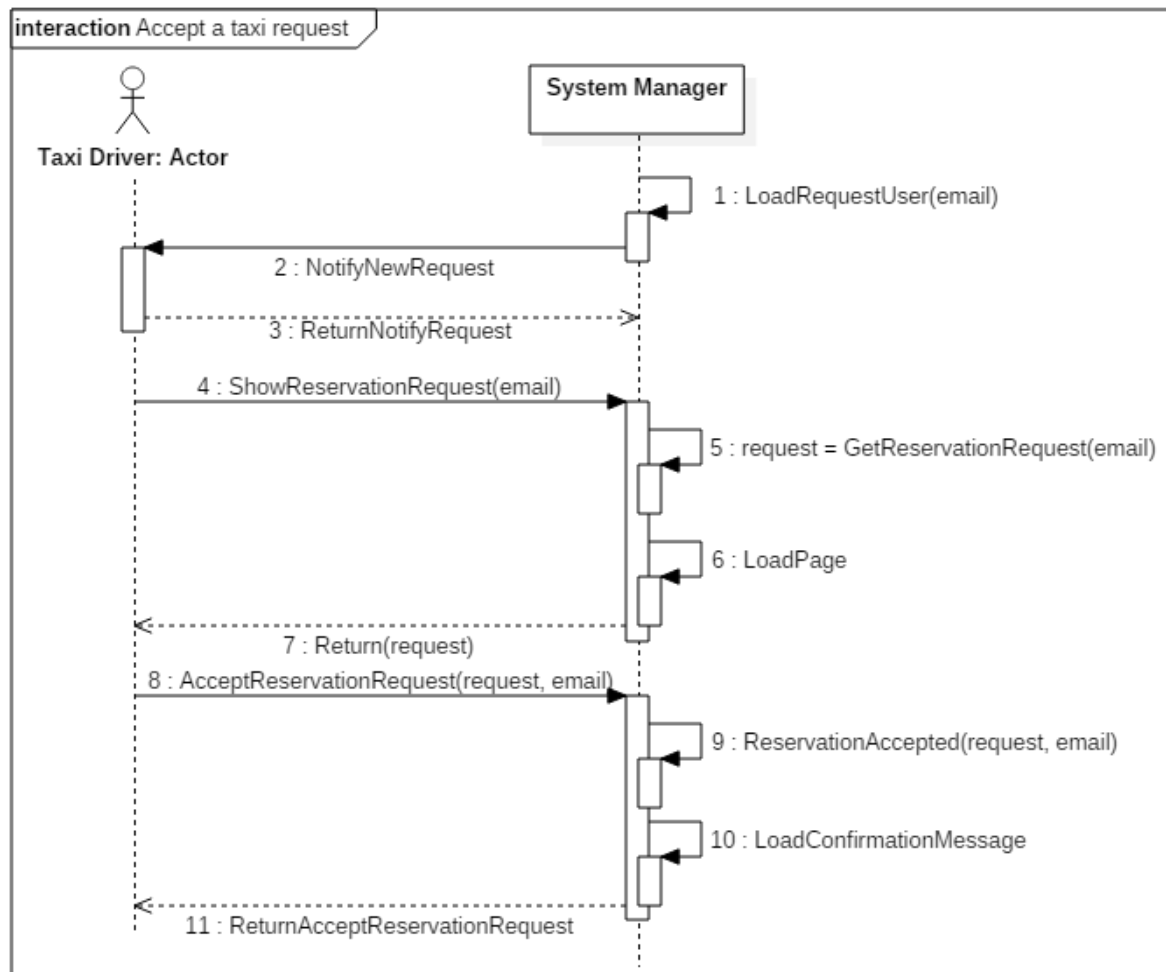 interaction Accept a taxi request
System Manager
Taxi Driver: Actor
1 : LoadRequestUser(email)
2 : NotifyNewRequest
3 : ReturnNotifyRequest
4 : ShowReservationRequest(email)
5 : request = GetReservationRequest(email)
6 : LoadPage
7 : Return(request)
8 : AcceptReservationRequest(request, email)
9 : ReservationAccepted(request, email)
10 : LoadConfirmationMessage
11 : ReturnAcceptReservationRequest